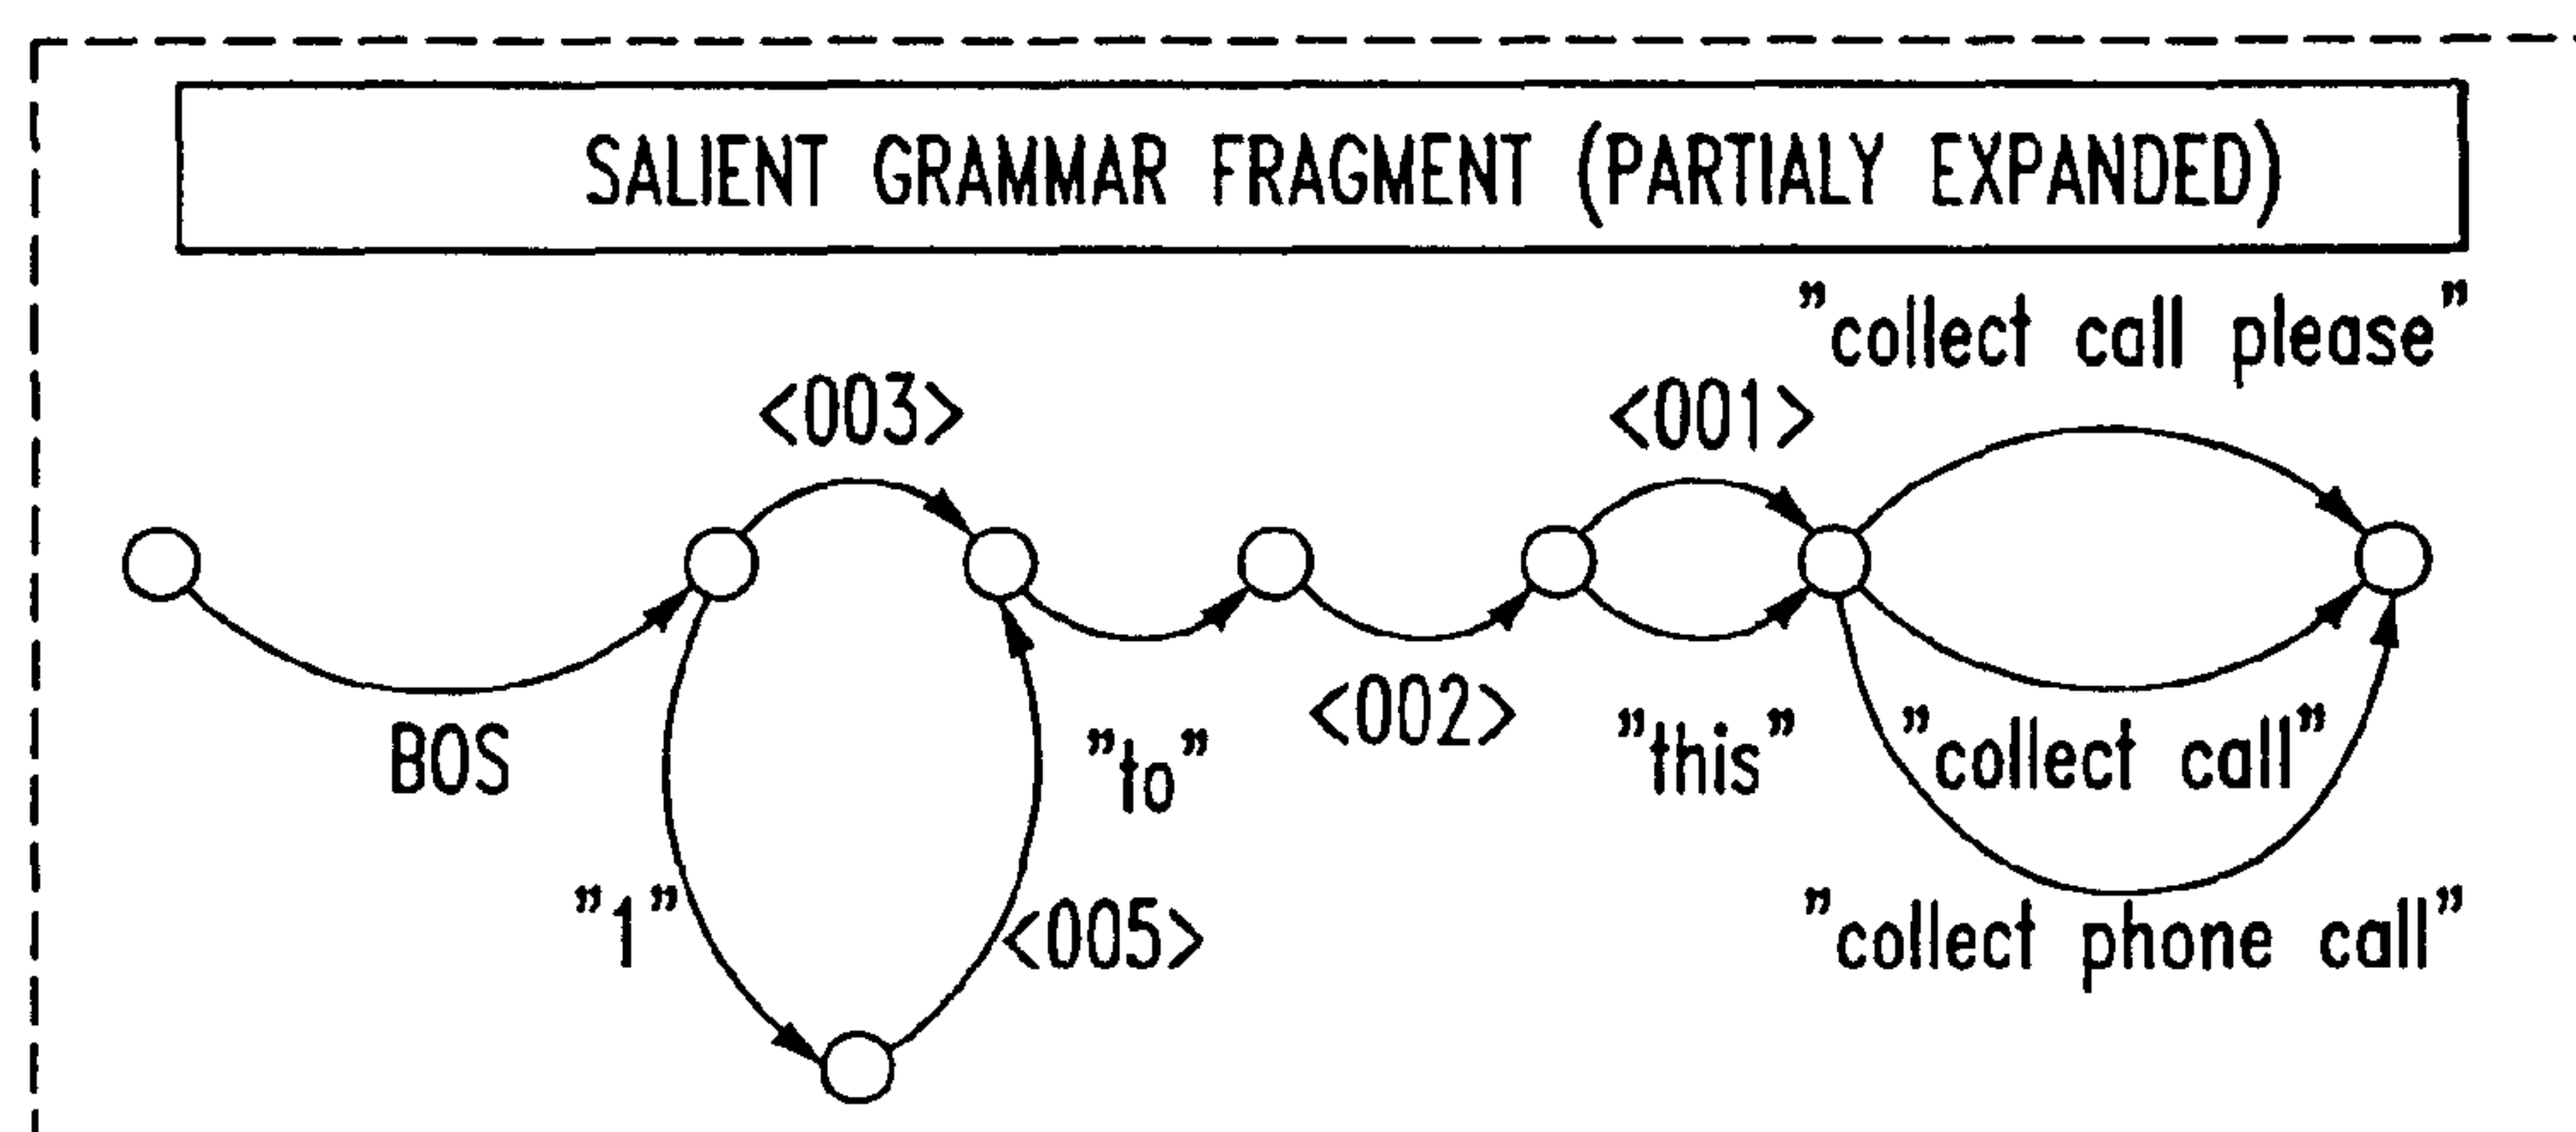 SALIENT GRAMMAR FRAGMENT (PARTIALY EXPANDED)
"collect call please"
<003>
<001>
BOS
"to"
<002>
"this"
"collect call"
"1"
<005>
"collect phone call"